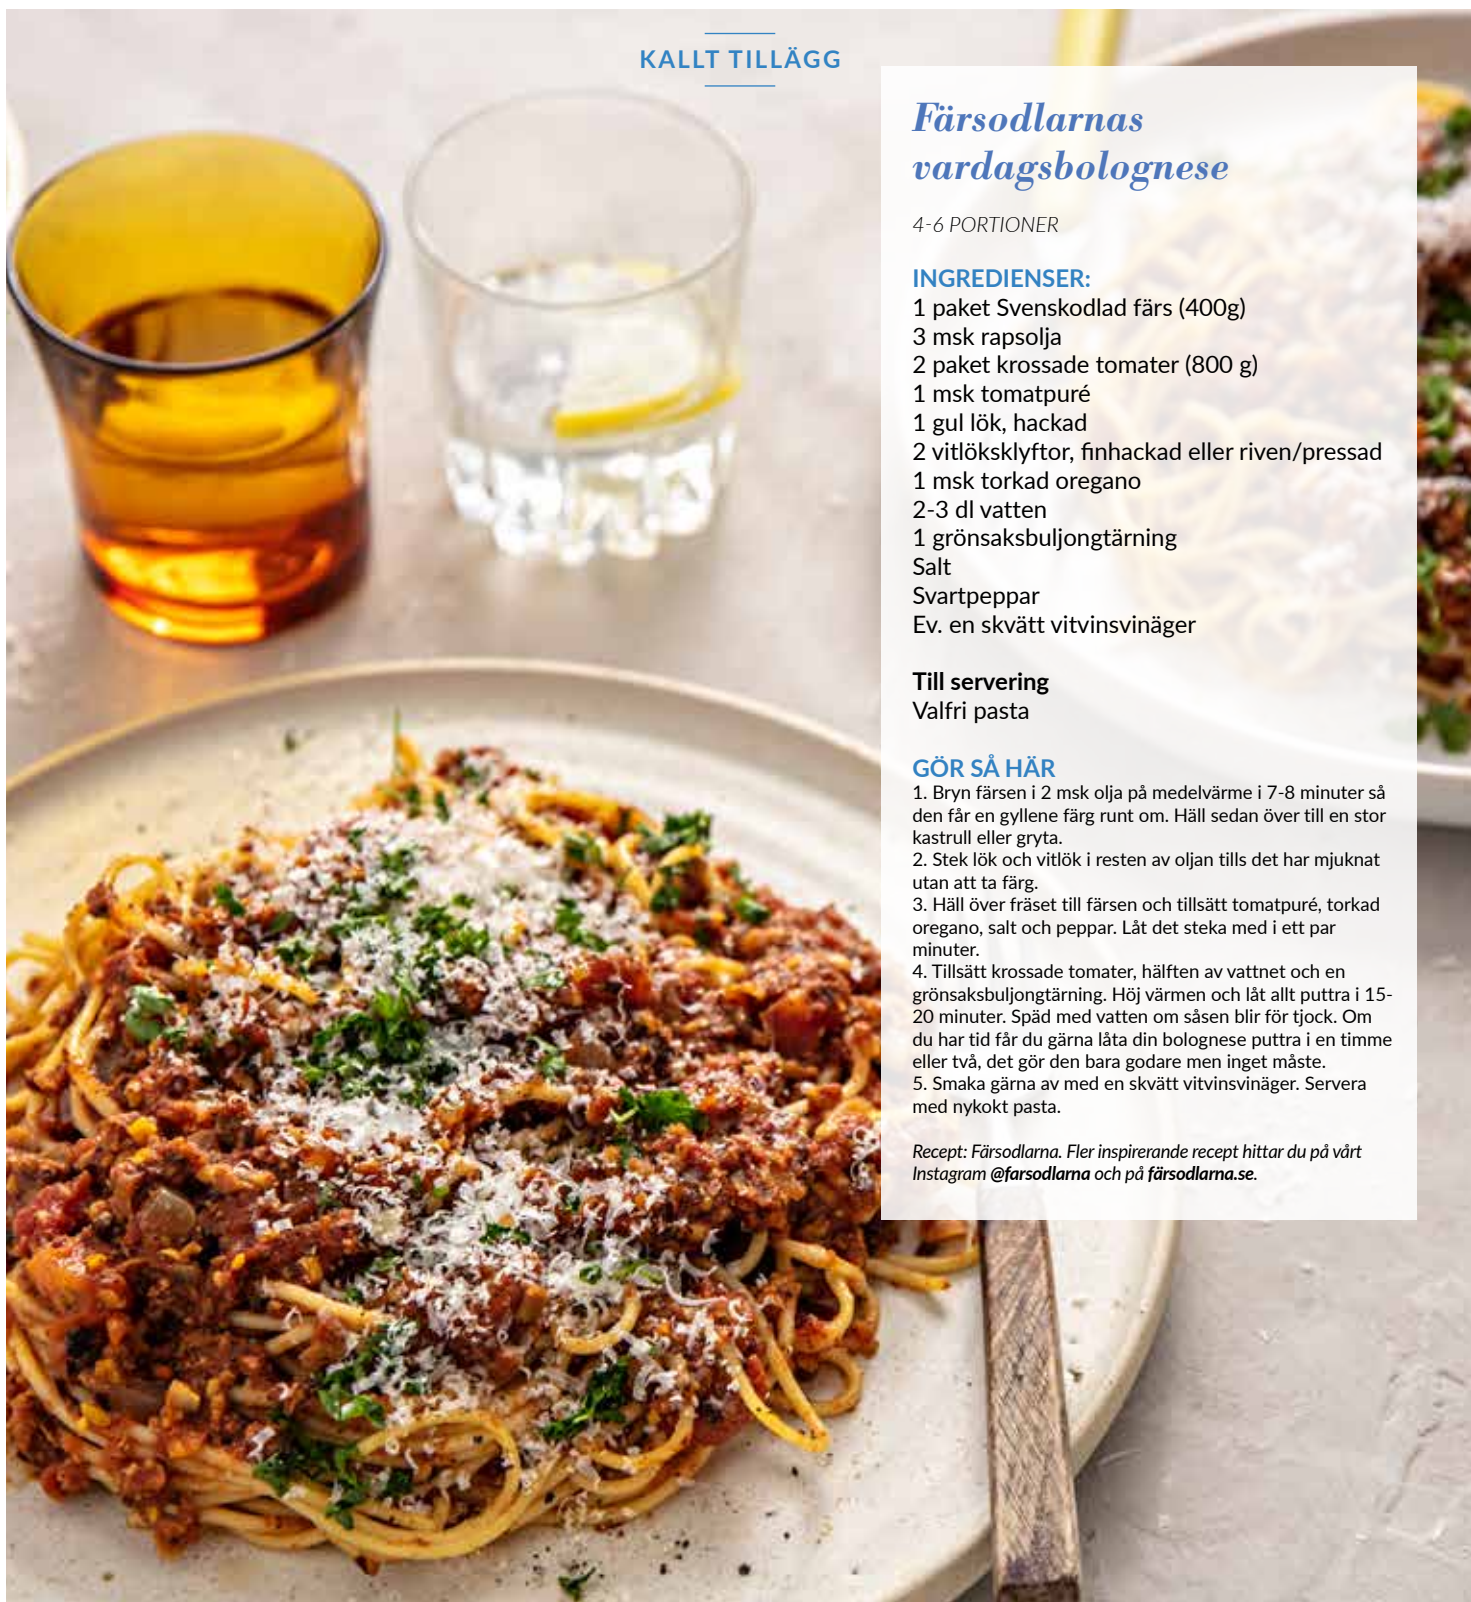 KALLT TILLÄGG
Färsodlarnas
vardagsbolognese
4-6 PORTIONER
INGREDIENSER:
1 paket Svenskodlad färs (400g)
3 msk rapsolja
2 paket krossade tomater (800 g)
1 msk tomatpuré
1 gul lök, hackad
2 vitlöksklyftor, finhackad eller riven/pressad
1 msk torkad oregano
2-3 dl vatten
1 grönsaksbuljongtärning
Salt
Svartpeppar
Ev. en skvätt vitvinsvinäger
Till servering
Valfri pasta
GÖR SÅ HÄR
1. Bryn färsen i 2 msk olja på medelvärme i 7-8 minuter så
den får en gyllene färg runt om. Häll sedan över till en stor
kastrull eller gryta.
2. Stek lök och vitlök i resten av oljan tills det har mjuknat
utan att ta färg.
3. Häll över fräset till färsen och tillsätt tomatpuré, torkad
oregano, salt och peppar. Låt det steka med i ett par
minuter.
4. Tillsätt krossade tomater, hälften av vattnet och en
grönsaksbuljongtärning. Höj värmen och låt allt puttra i 15-
20 minuter. Späd med vatten om såsen blir för tjock. Om
du har tid får du gärna låta din bolognese puttra i en timme
eller två, det gör den bara godare men inget måste.
5. Smaka gärna av med en skvätt vitvinsvinäger. Servera
med nykokt pasta.
Recept: Färsodlarna. Fler inspirerande recept hittar du på vårt
Instagram @farsodlarna och på färsodlarna.se.